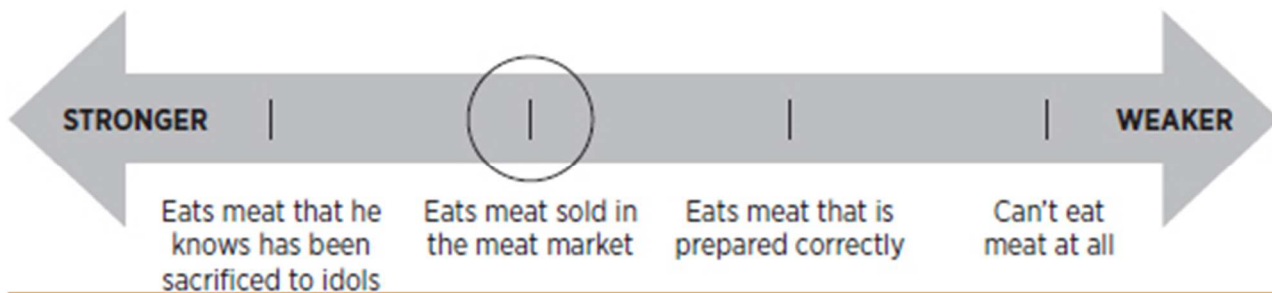 STRONGER
WEAKER
Eats meat that he
knows has been
sacrificed to idols
Eats meat sold in
the meat market
Eats meat that is
prepared correctly
Can't eat
meat at all